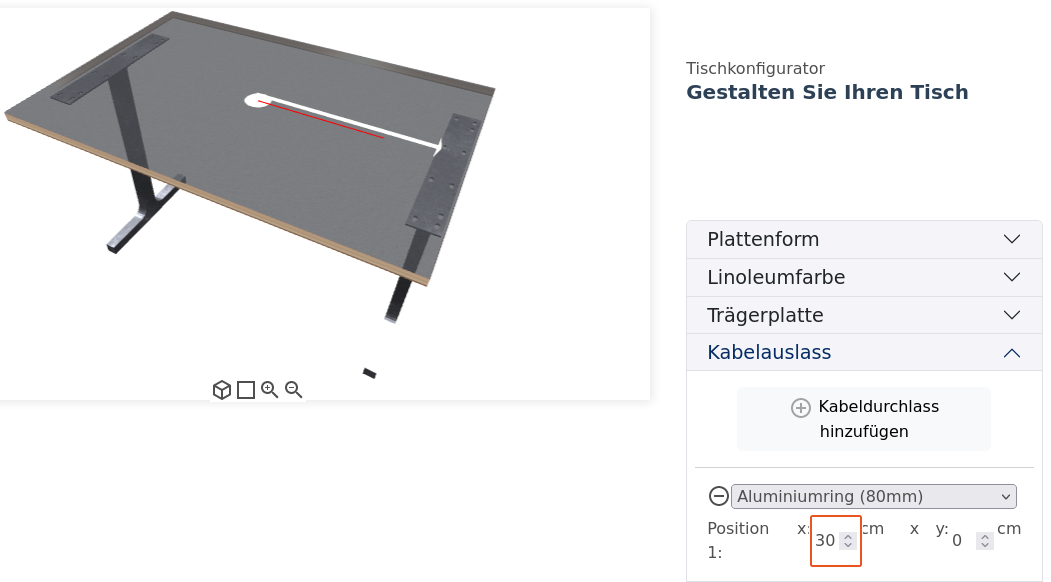 Tischkonfigurator
Gestalten Sie Ihren Tisch
Plattenform
Linoleumfarbe
Trägerplatte
Kabelauslass
Kabeldurchlass
hinzufügen
Aluminiumring (80mm)
Position x: 30 cm x y: 0 cm
1: